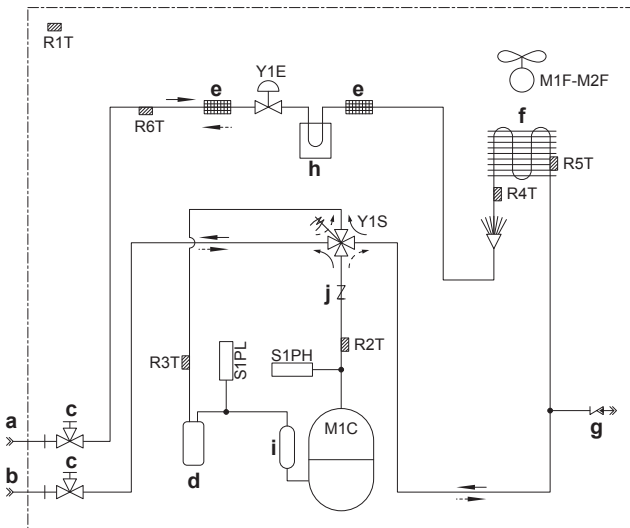 R1T
Y1E
M1F-M2F
e
e
f
R6T
h
R5T
R4T
Y1S
j
R3T
S1PL
S1PH
R2T
a
c
M1C
g
b
c
d
i